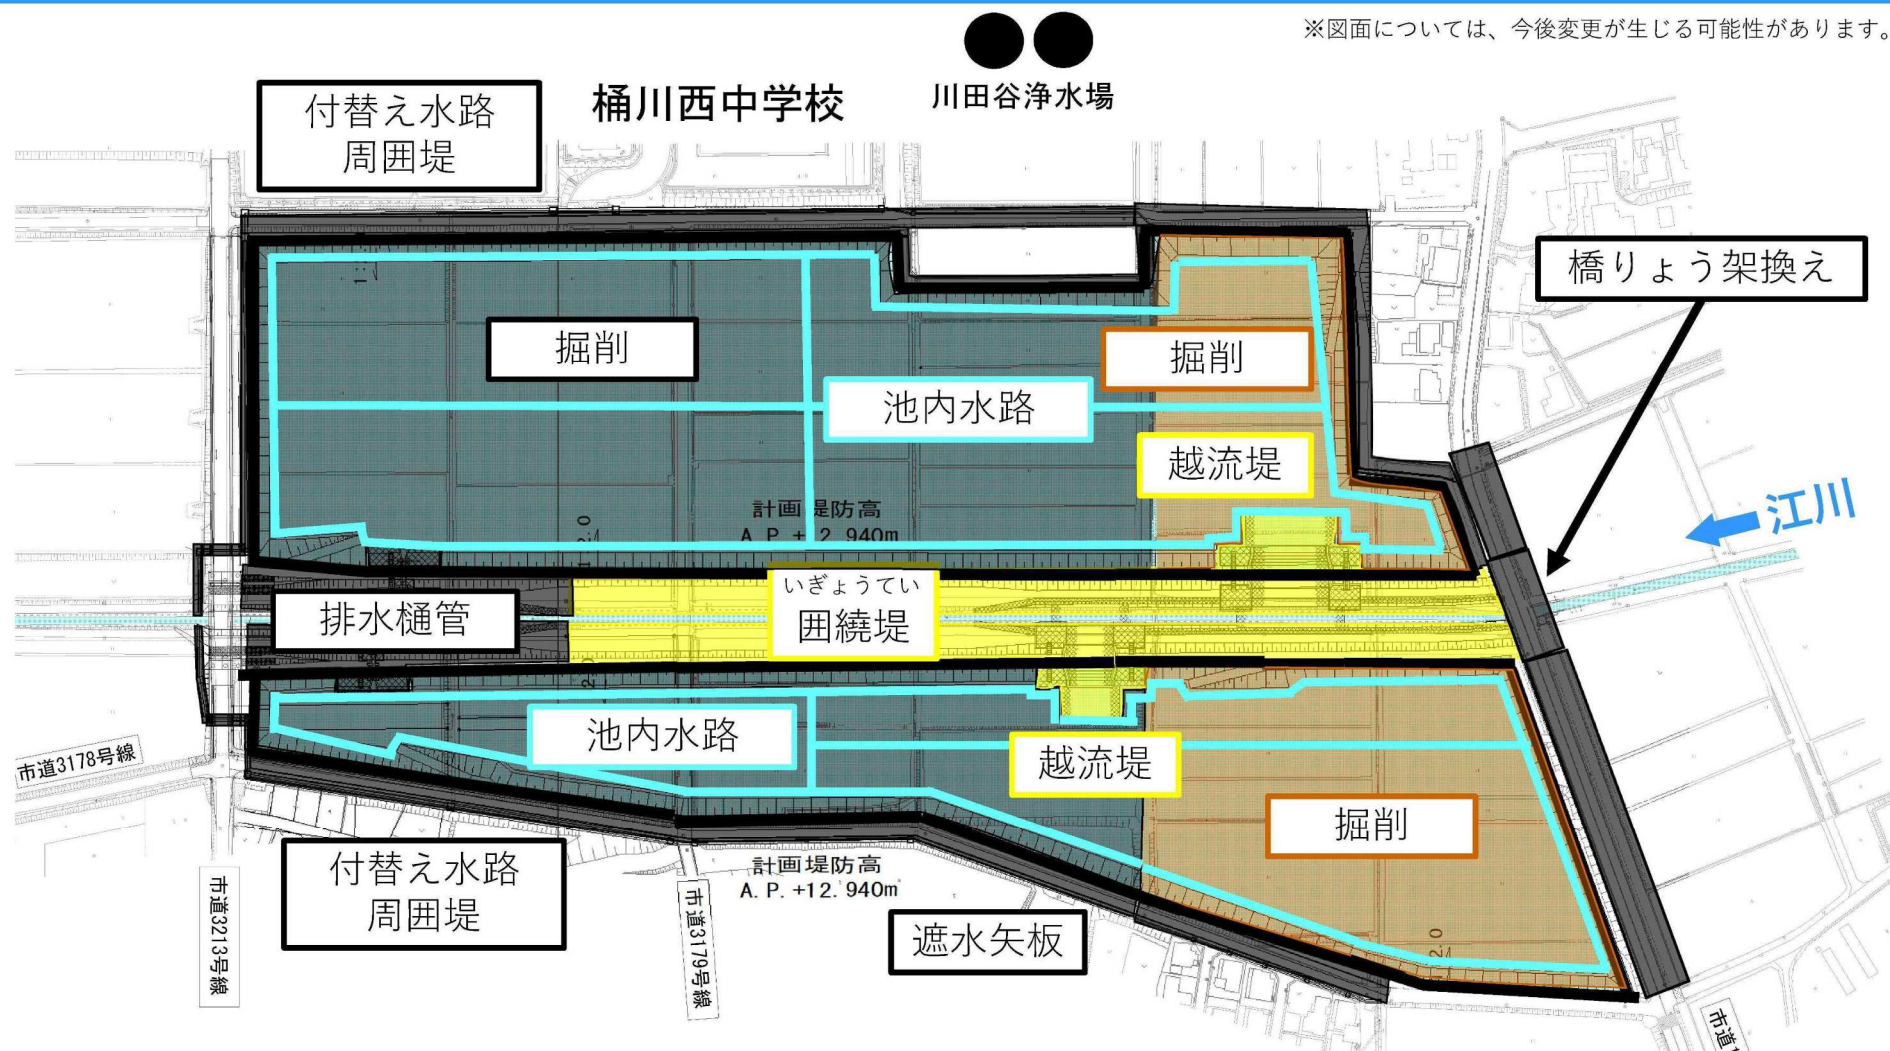 ※図面については、今後変更が生じる可能性があります。
付替え水路
周囲堤
桶川西中学校
川田谷浄水場
橋りょう架換え
掘削
掘削
池内水路
越流堤
計画堤防高
A.P.+12.940m
江川
いぎょうてい
囲繞堤
排水樋管
池内水路
越流堤
掘削
市道3178号線
付替え水路
周囲堤
計画堤防高
A.P.+12.940m
遮水矢板
市道3213号線
市道3179号線
市道